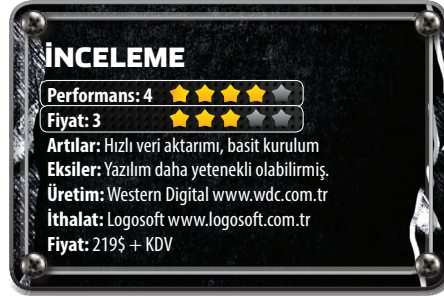 İNCELEME
Performans: 4
Fiyat: 3
Artılar: Hızlı veri aktarımı, basit kurulum
Eksiler: Yazılım daha yetenekli olabilirmiş.
Üretim: Western Digital www.wdc.com.tr
İthalat: Logosoft www.logosoft.com.tr
Fiyat: 219$ + KDV